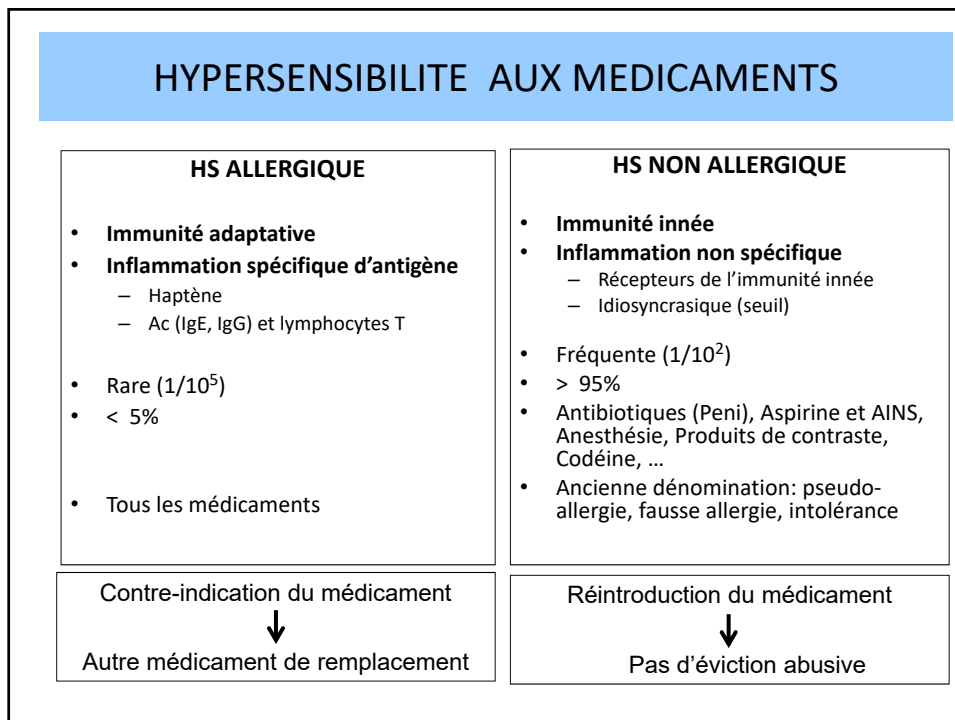 HYPERSENSIBILITE  AUX MEDICAMENTS
HS ALLERGIQUE
• Immunité adaptative
• Inflammation spécifique d'antigène
– Haptène
– Ac (IgE, IgG) et lymphocytes T
• Rare (1/10⁵)
• < 5%
• Tous les médicaments
Contre-indication du médicament
↓
Autre médicament de remplacement
HS NON ALLERGIQUE
• Immunité innée
• Inflammation non spécifique
– Récepteurs de l'immunité innée
– Idiosyncrasique (seuil)
• Fréquente (1/10²)
• > 95%
• Antibiotiques (Peni), Aspirine et AINS,
Anesthésie, Produits de contraste,
Codéine, …
• Ancienne dénomination: pseudo-
allergie, fausse allergie, intolérance
Réintroduction du médicament
↓
Pas d'éviction abusive